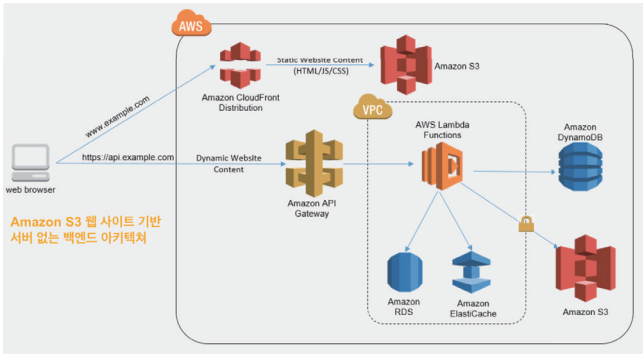 AWS
Static Website Content
(HTML/JS/CSS)
Amazon S3
Amazon CloudFront
Distribution
www.example.com
VPC
AWS Lambda
Functions
Amazon
DynamoDB
https://api.example.com
Dynamic Website
Content
web browser
Amazon API
Gateway
Amazon S3 웹 사이트 기반
서버 없는 백엔드 아키텍처
Amazon
RDS
Amazon
ElastiCache
Amazon S3